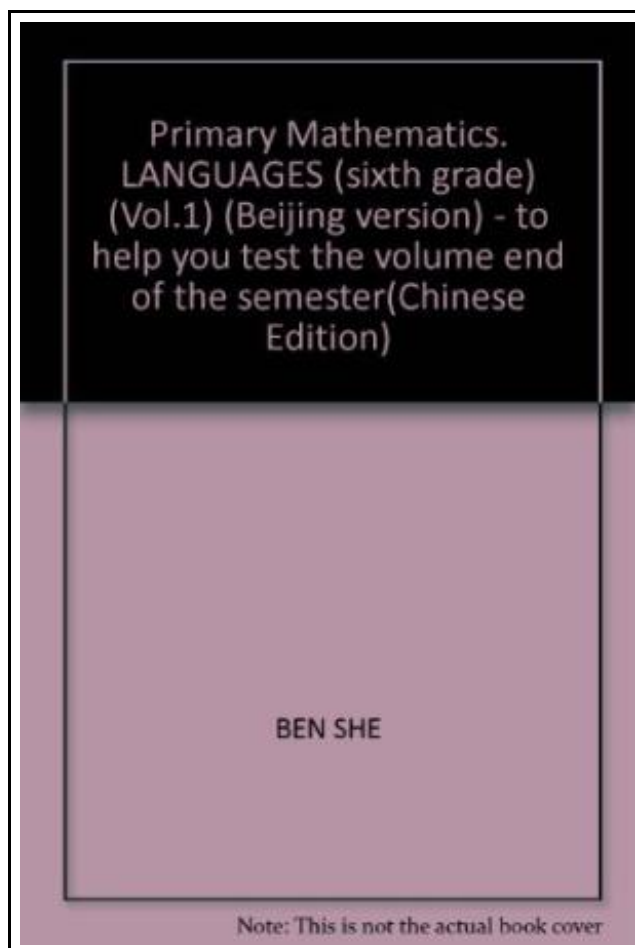 Primary Mathematics.
LANGUAGES (sixth grade)
(Vol.1) (Beijing version) - to
help you test the volume end
of the semester(Chinese
Edition)
BEN SHE
Note: This is not the actual book cover